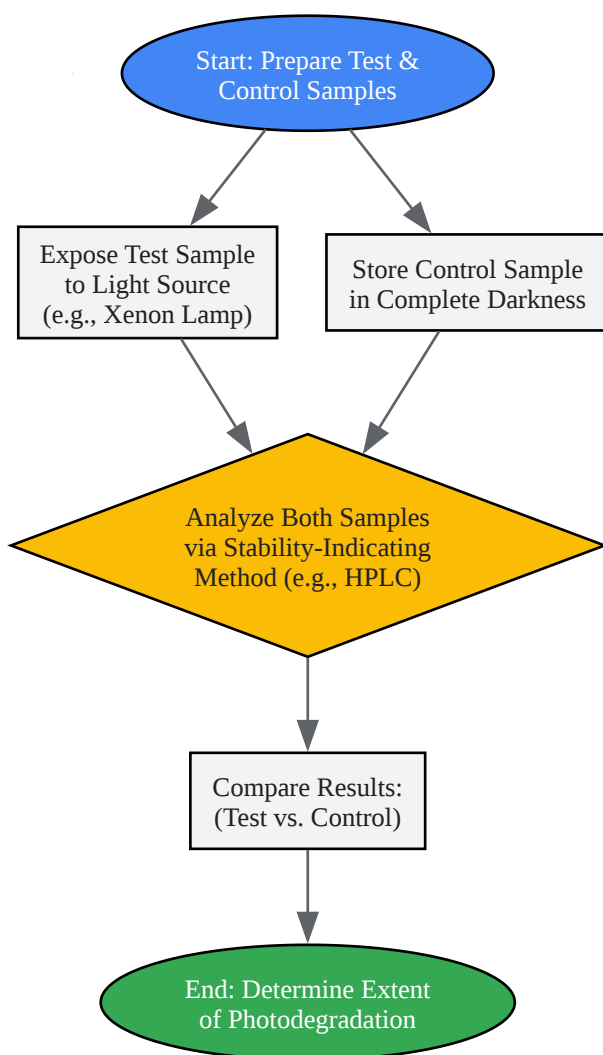 Start: Prepare Test &
Control Samples
Expose Test Sample
to Light Source
(e.g., Xenon Lamp)
Store Control Sample
in Complete Darkness
Analyze Both Samples
via Stability-Indicating
Method (e.g., HPLC)
Compare Results:
(Test vs. Control)
End: Determine Extent
of Photodegradation